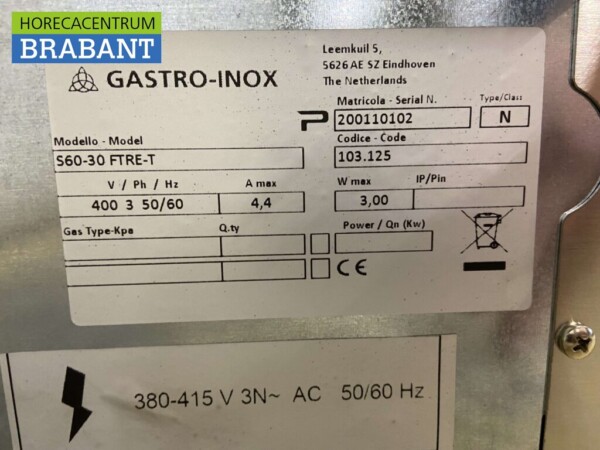 HORECACENTRUM
BRABANT
GASTRO-INOX
Leemkuil 5,
5626 AE SZ Eindhoven
The Netherlands
Matricola - Serial N.
Type/Class
P
200110102
N
Modello - Model
Codice - Code
S60-30 FTRE-T
103.125
V / Ph / Hz
A max
W max
IP/Pin
400 3 50/60
4,4
3,00
Gas Type-Kpa
Q.ty
Power / Qn (Kw)
CE
380-415 V 3N~ AC 50/60 Hz